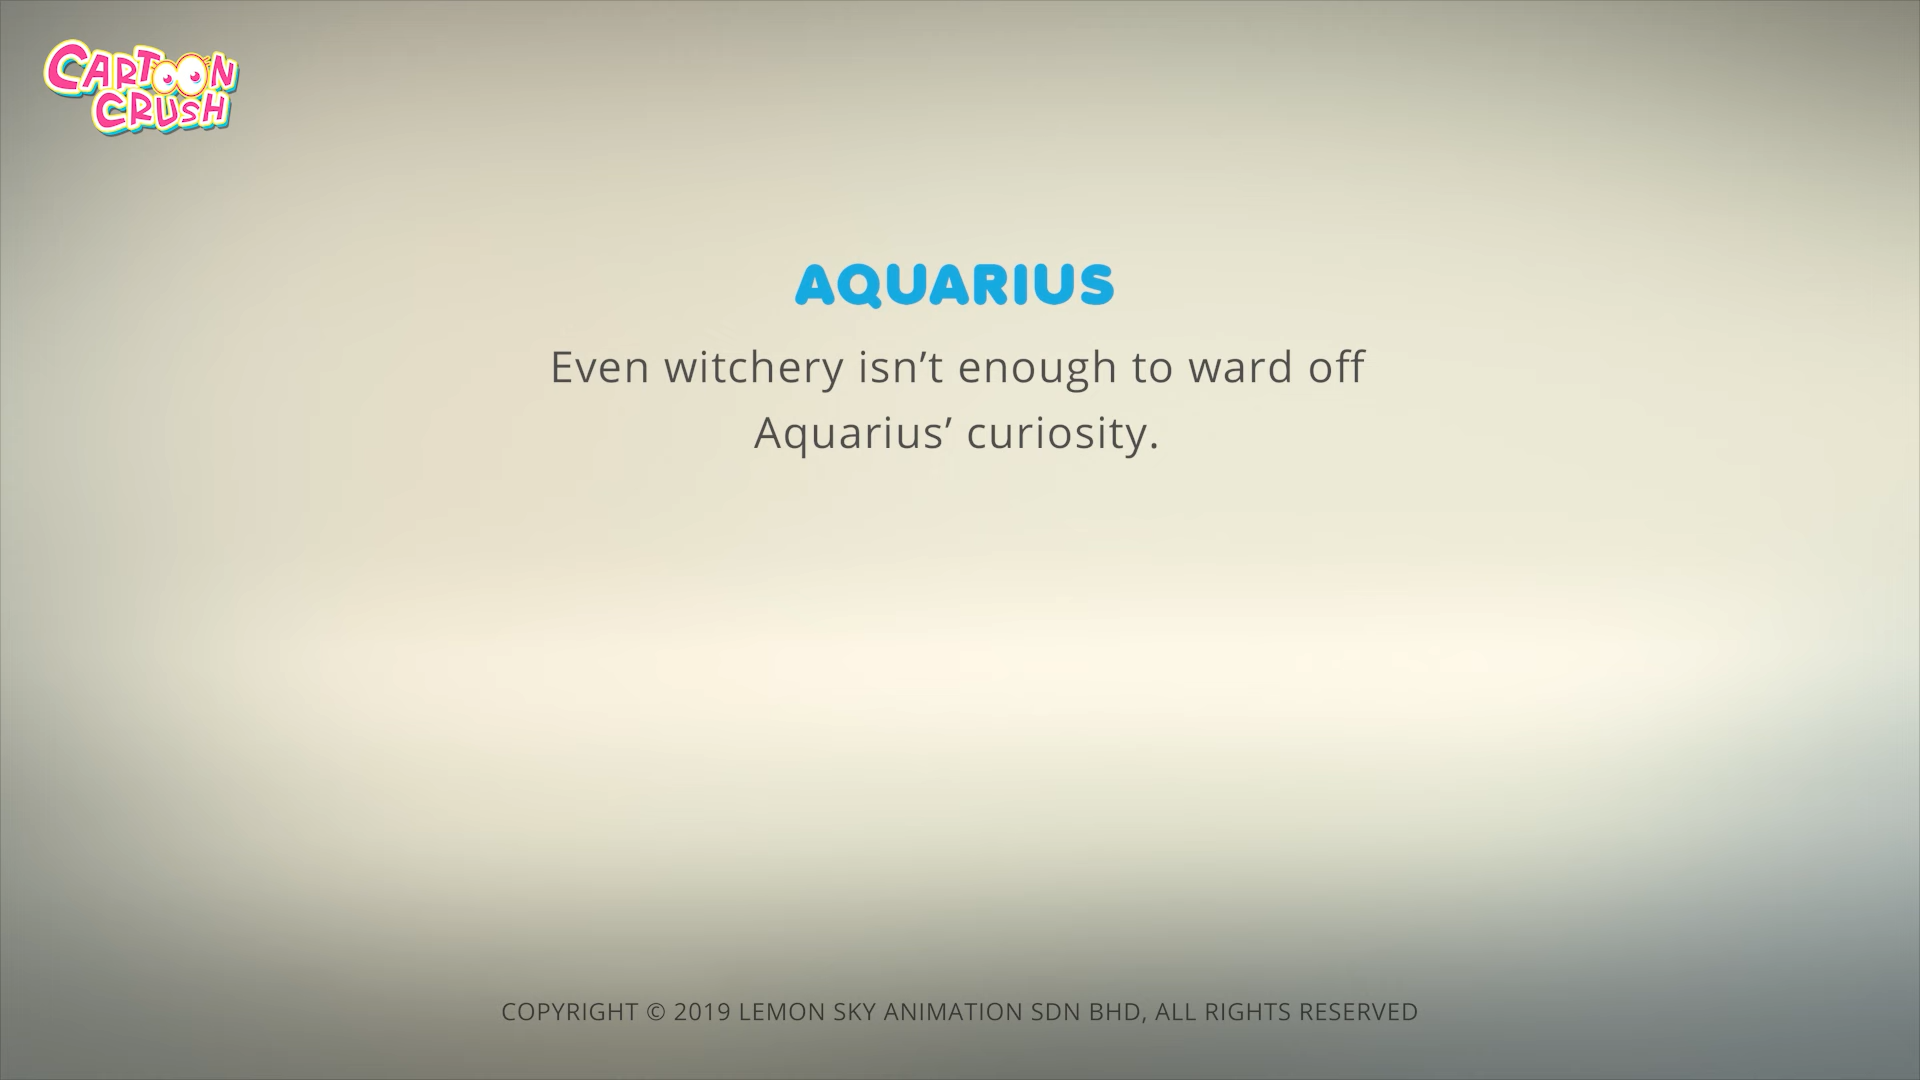 CARTOON
CRUSH
AQUARIUS
Even witchery isn’t enough to ward off
Aquarius’ curiosity.
COPYRIGHT © 2019 LEMON SKY ANIMATION SDN BHD, ALL RIGHTS RESERVED